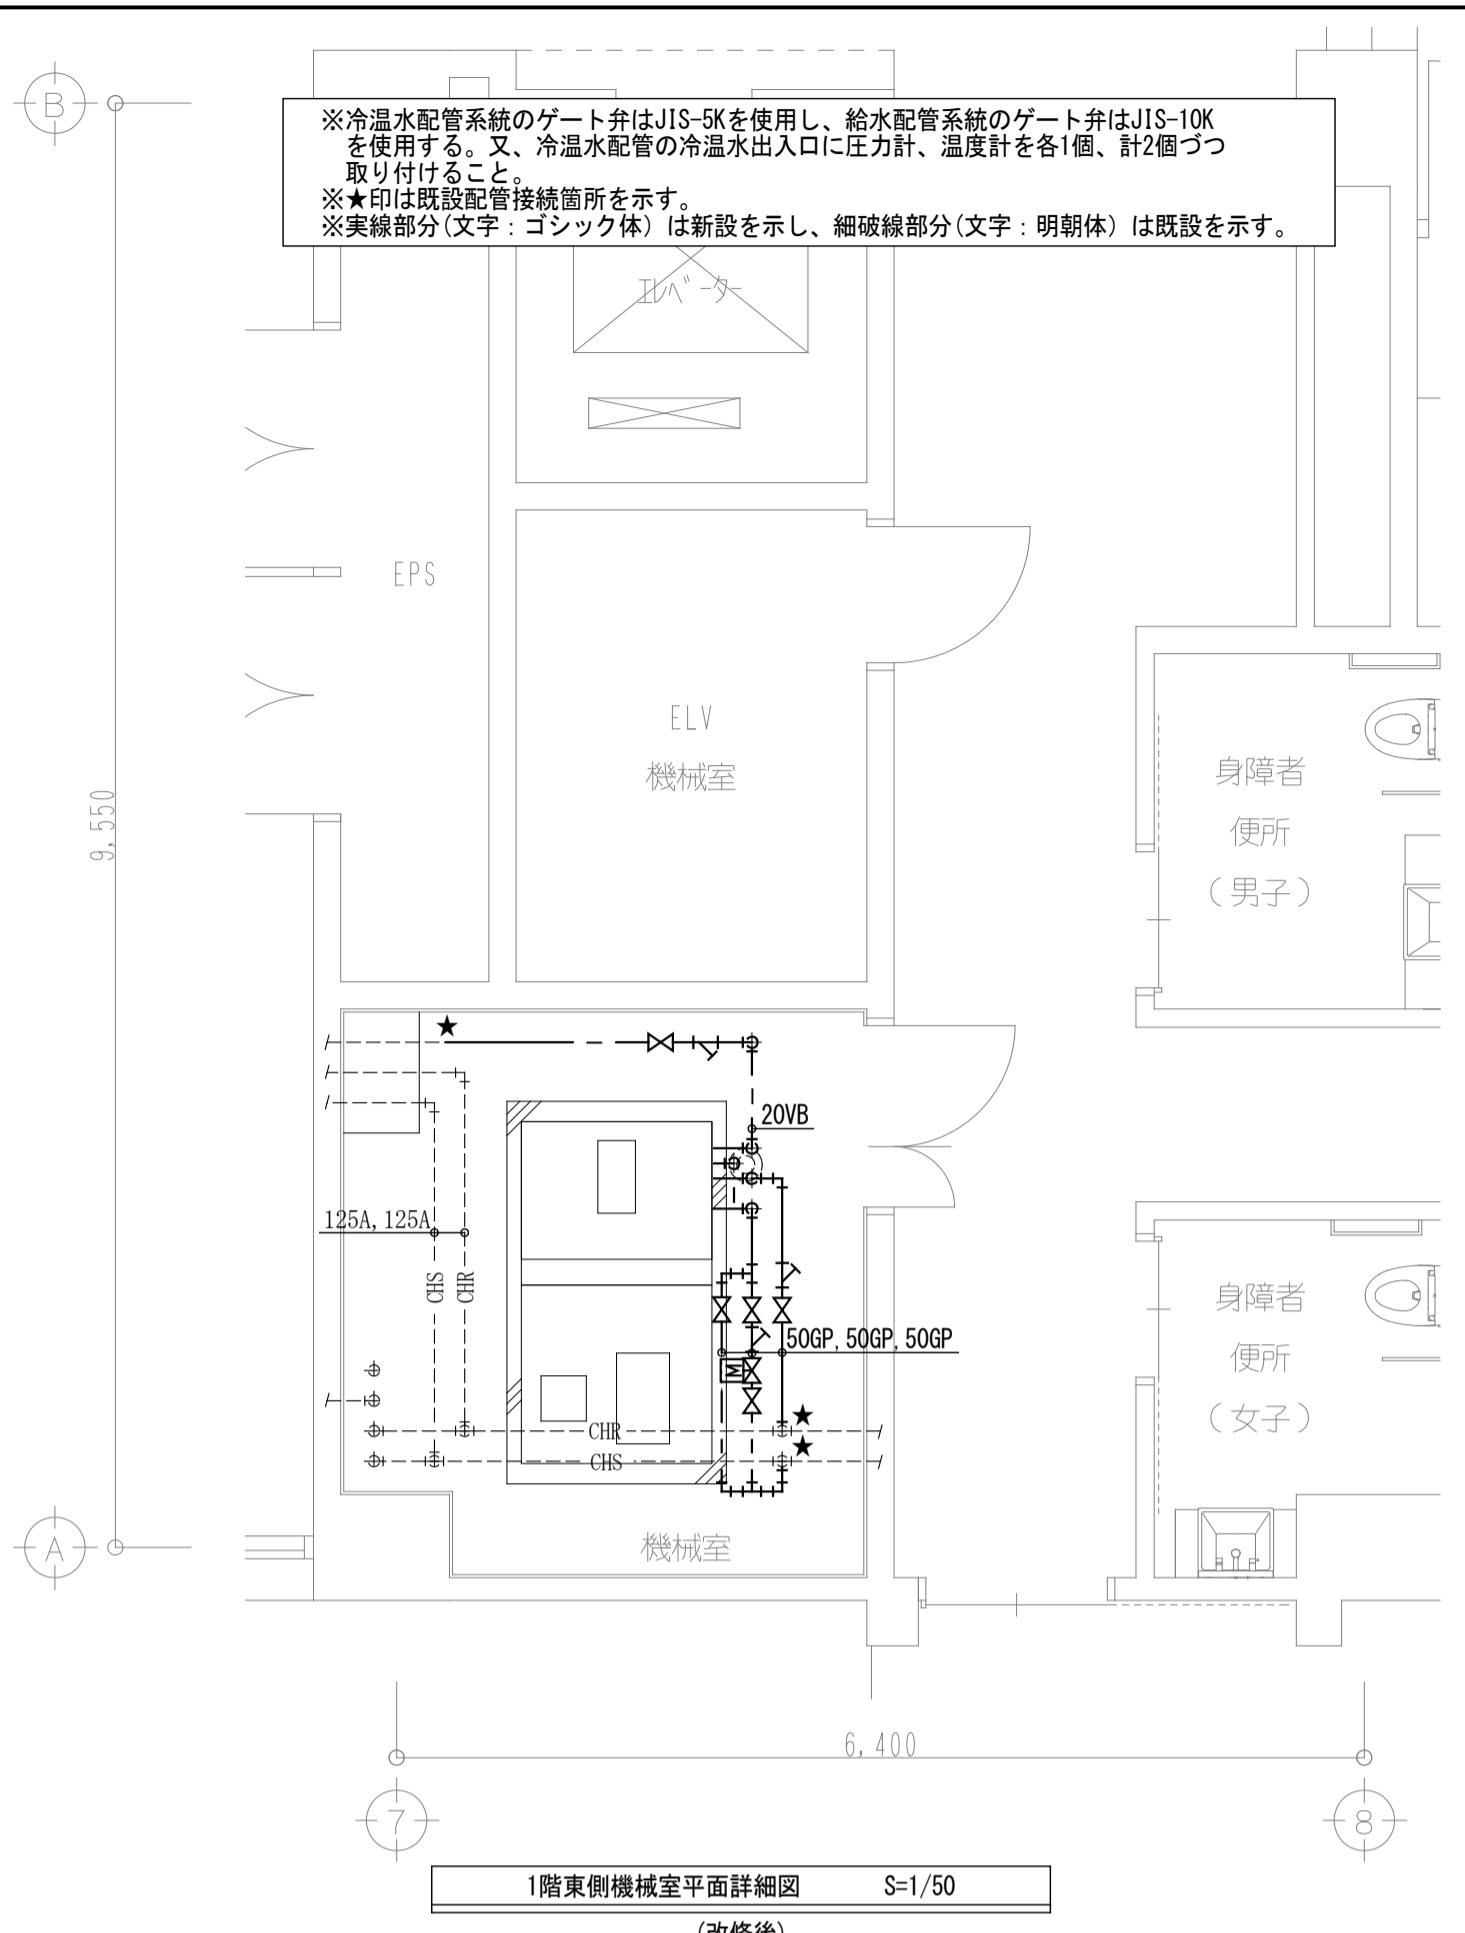 B
※冷温水配管系統のゲート弁はJIS-5Kを使用し、給水配管系統のゲート弁はJIS-10K
を使用する。又、冷温水配管の冷温水出入口に圧力計、温度計を各1個、計2個づつ
取り付けること。
※★印は既設配管接続箇所を示す。
※実線部分(文字：ゴシック体) は新設を示し、細破線部分(文字：明朝体) は既設を示す。
エレベーター
EPS
ELV
機械室
身障者
便所
(男子)
9,550
★
20VB
125A, 125A
CHS
CHR
身障者
便所
(女子)
50GP, 50GP, 50GP
M
★
CHR
★
CHS
機械室
A
6,400
7
8
1階東側機械室平面詳細図 S=1/50
(改修後)